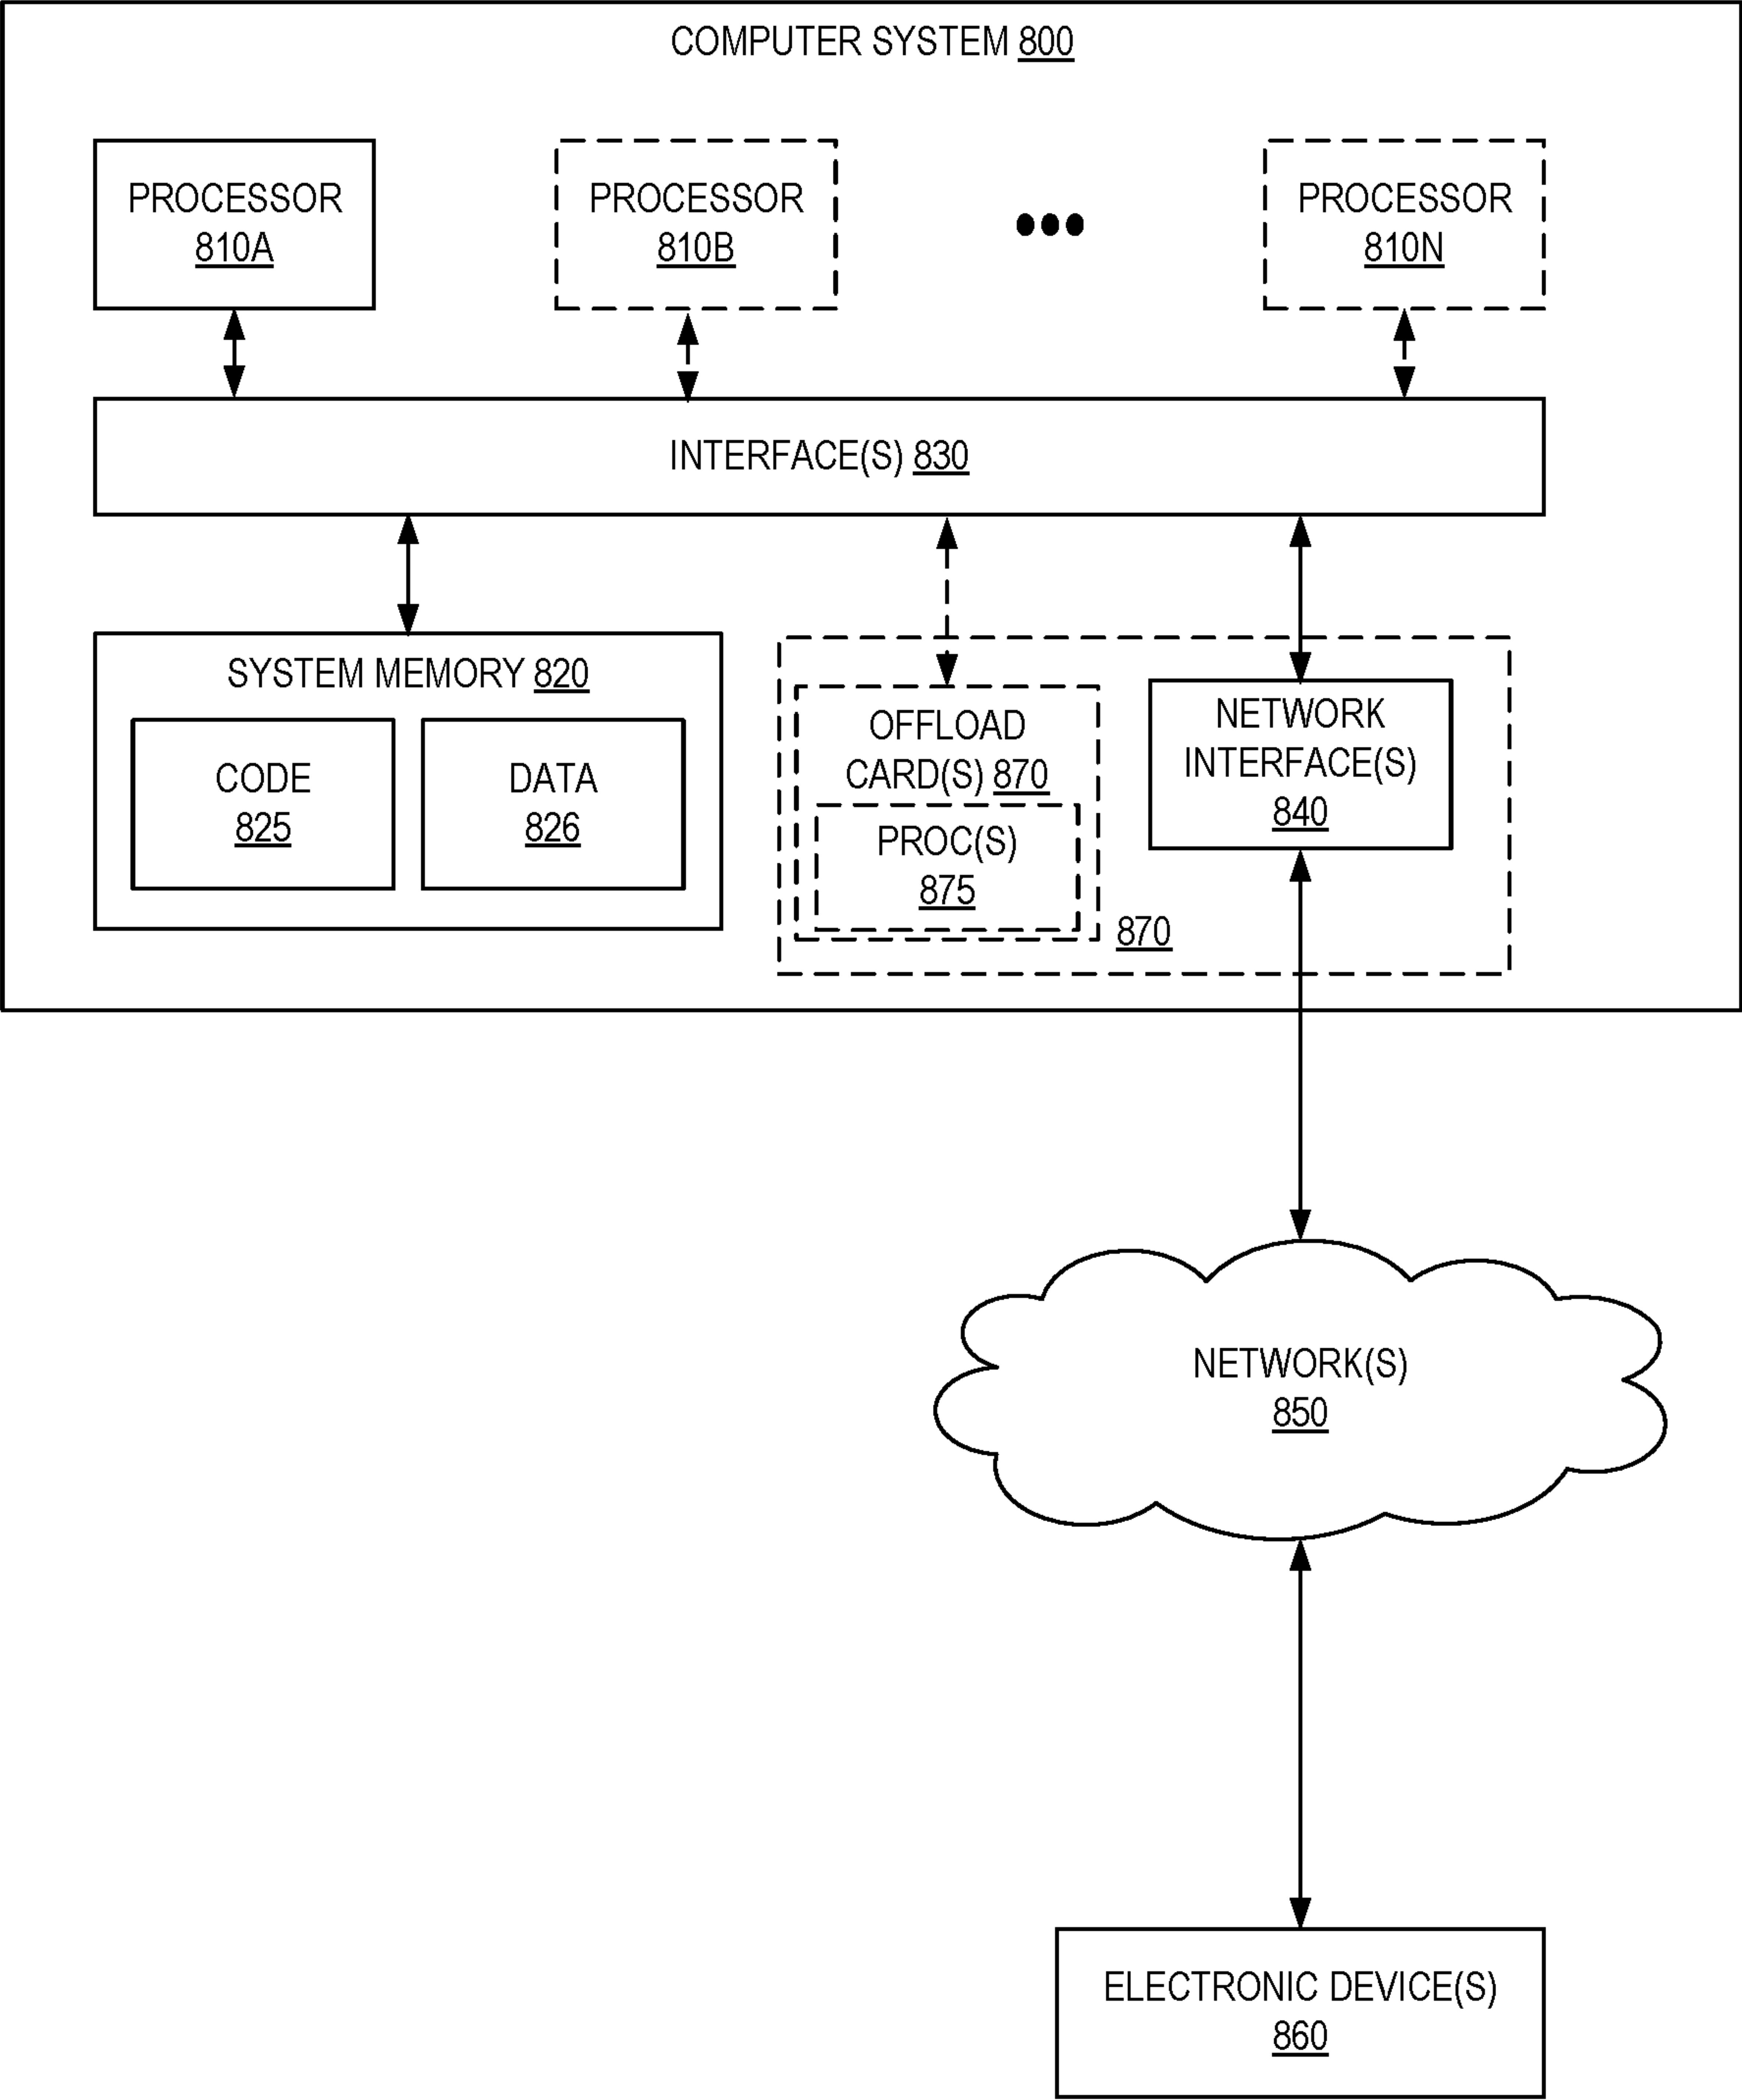 COMPUTER SYSTEM 800
PROCESSOR
810A
PROCESSOR
810B
PROCESSOR
810N
INTERFACE(S) 830
SYSTEM MEMORY 820
CODE
825
DATA
826
OFFLOAD
CARD(S) 870
PROC(S)
875
870
NETWORK
INTERFACE(S)
840
NETWORK(S)
850
ELECTRONIC DEVICE(S)
860